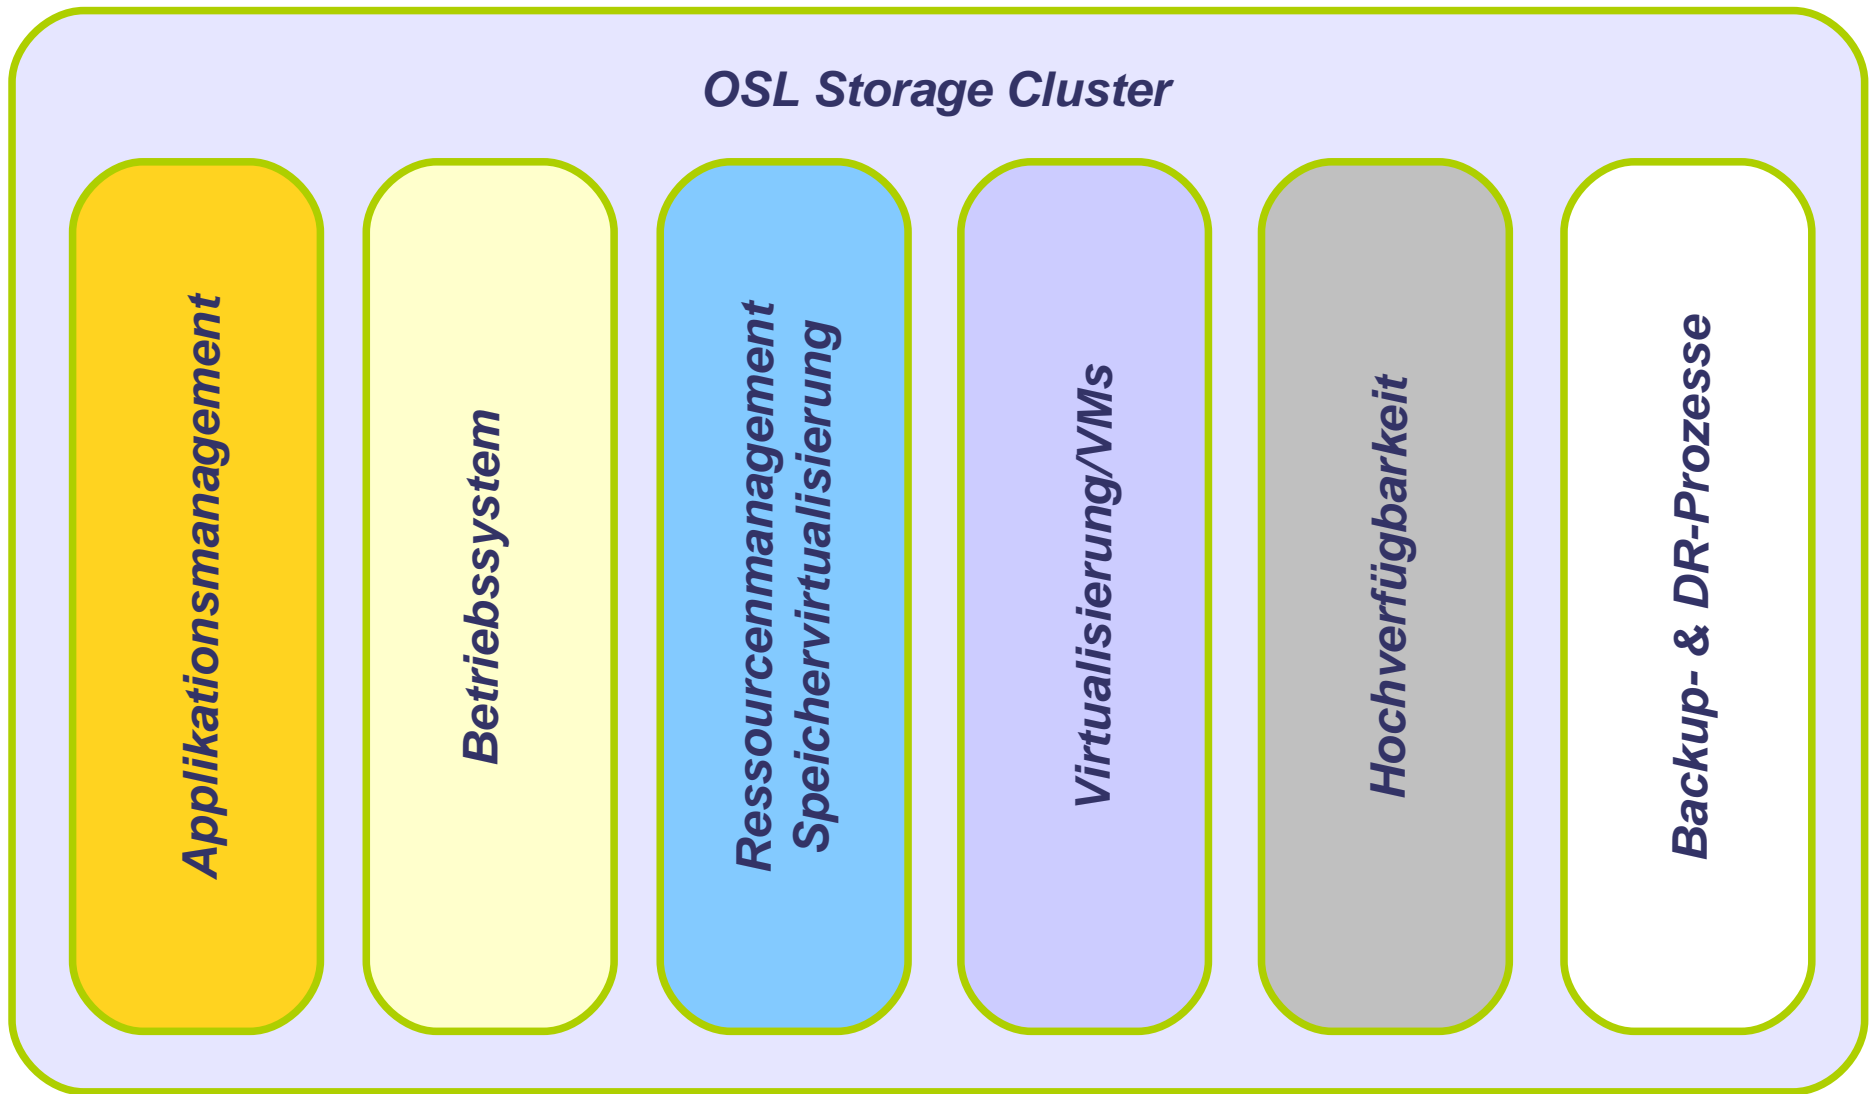 OSL Storage Cluster
Applikationsmanagement
Betriebssystem
Ressourcenmanagement
Speichervirtualisierung
Virtualisierung/VMs
Hochverfügbarkeit
Backup- & DR-Prozesse